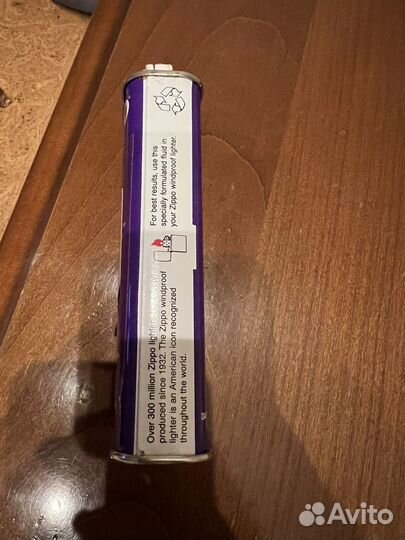 For best results, use this
specially formulated fluid in
your Zippo windproof lighter.
Over 300 million Zippo
produced since 1932. The Zippo windproof
lighter is an American icon recognized
throughout the world.
Avito